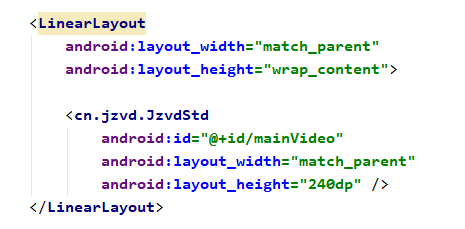 <LinearLayout
android:layout_width="match_parent"
android:layout_height="wrap_content">
<cn.jzvd.JzvdStd
android:id="@+id/mainVideo"
android:layout_width="match_parent"
android:layout_height="240dp" />
</LinearLayout>